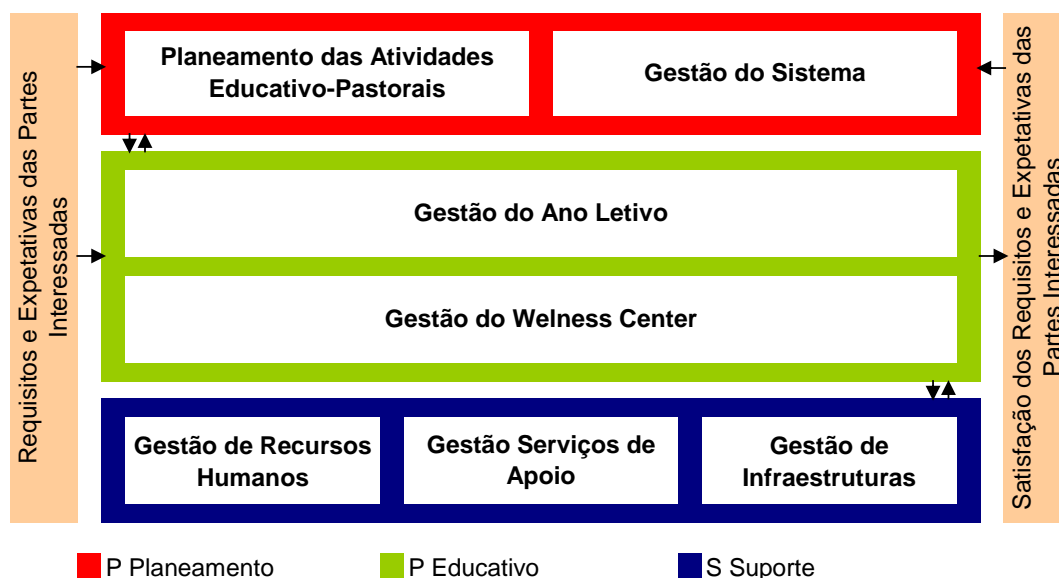 Requisitos e Expetativas das Partes
Interessadas
Planeamento das Atividades
Educativo-Pastorais
Gestão do Sistema
Gestão do Ano Letivo
Gestão do Welness Center
Gestão de Recursos
Humanos
Gestão Serviços de
Apoio
Gestão de
Infraestruturas
Satisfação dos Requisitos e Expetativas das
Partes Interessadas
P Planeamento
P Educativo
S Suporte